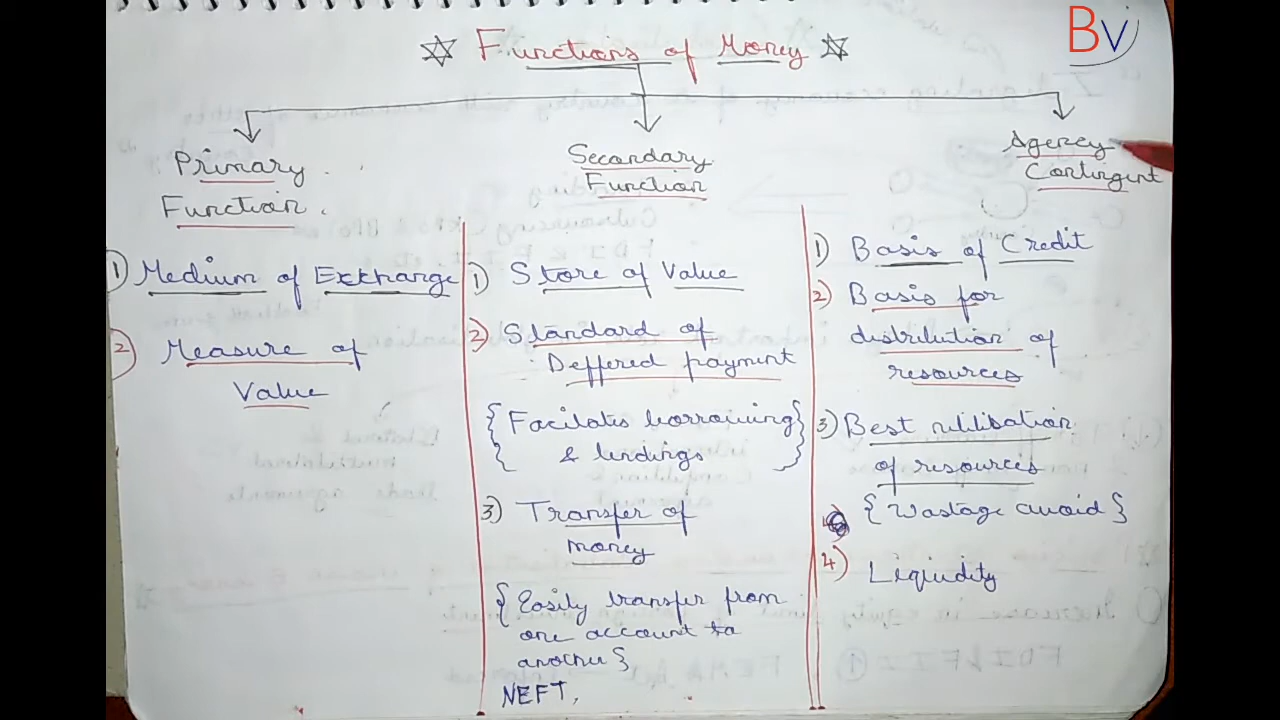 BV
Functions of Money
Primary
Function.
1) Medium of Exchange
2) Measure of
Value
Secondary
Function
1) Store of Value
2) Standard of
Deffered payment
{Facilates borrowing
& lendings}
3) Transfer of
money
{Easily transfer from
one account to
another}
NEFT,
Agency
Contingent
1) Basis of Credit
2) Basis for
distribution of
resources
3) Best utilisation
of resources
{Wastage avoid}
4) Liquidity